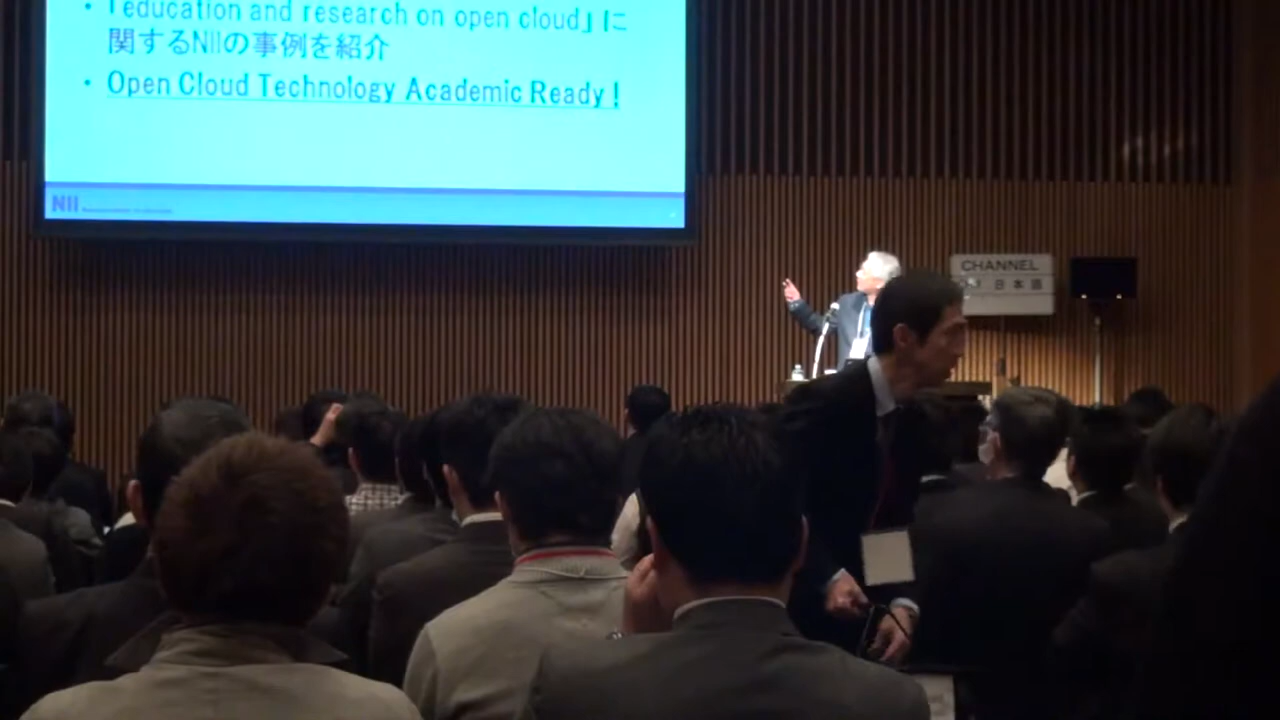 ・「education and research on open cloud」に
関するNIIの事例を紹介
・Open Cloud Technology Academic Ready！
NII
CHANNEL
日本語